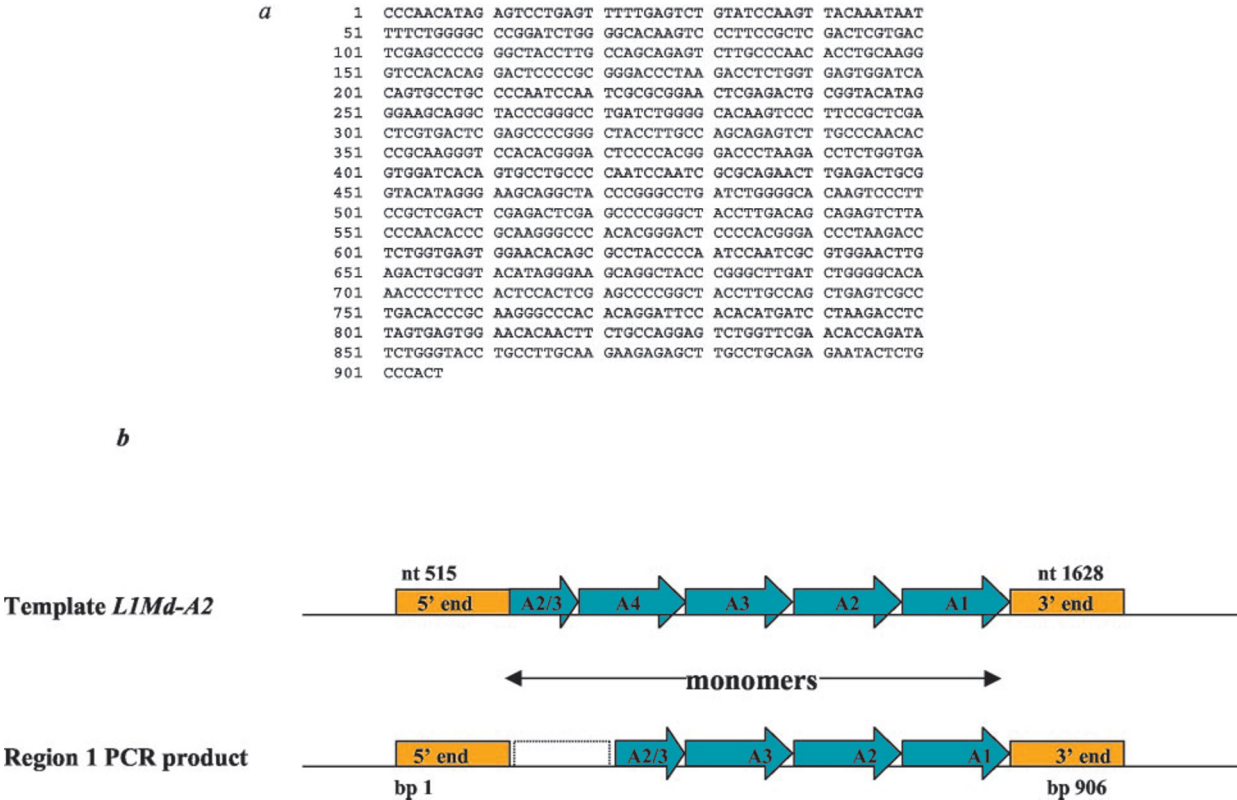 a
1 CCCAACATAG AGTCCTGAGT TTTTGAGTCT GTATCCAAGT TACAAATAAT
51 TTTCTGGGGC CCGGATCTGG GGCACAAGTC CCTTCCGCTC GACTCGTGAC
101 TCGAGCCCCG GGCTACCTTG CCAGCAGAGT CTTGCCCAAC ACCTGCAAGG
151 GTCCACACAG GACTCCCCGC GGGACCCTAA GACCTCTGGT GAGTGGATCA
201 CAGTGCCTGC CCCAATCCAA TCGCGCGGAA CTCGAGACTG CGGTACATAG
251 GGAAGCAGGC TACCCGGGCC TGATCTGGGG CACAAGTCCC TTCCGCTCGA
301 CTCGTGACTC GAGCCCCGGG CTACCTTGCC AGCAGAGTCT TGCCCAACAC
351 CCGCAAGGGT CCACACGGGA CTCCCCACGG GACCCTAAGA CCTCTGGTGA
401 GTGGATCACA GTGCCTGCCC CAATCCAATC GCGCAGAACT TGAGACTGCG
451 GTACATAGGG AAGCAGGCTA CCCGGGCCTG ATCTGGGGCA CAAGTCCCTT
501 CCGCTCGACT CGAGACTCGA GCCCCGGGCT ACCTTGACAG CAGAGTCTTA
551 CCCAACACCC GCAAGGGCCC ACACGGGACT CCCCACGGGA CCCTAAGACC
601 TCTGGTGAGT GGAACACAGC GCCTACCCCA ATCCAATCGC GTGGAACTTG
651 AGACTGCGGT ACATAGGGAA GCAGGCTACC CGGGCTTGAT CTGGGGCACA
701 AACCCCTTCC ACTCCACTCG AGCCCCGGCT ACCTTGCCAG CTGAGTCGCC
751 TGACACCCGC AAGGGCCCAC ACAGGATTCC ACACATGATC CTAAGACCTC
801 TAGTGAGTGG AACACAACTT CTGCCAGGAG TCTGGTTCGA ACACCAGATA
851 TCTGGGTACC TGCCTTGCAA GAAGAGAGCT TGCCTGCAGA GAATACTCTG
901 CCCACT
b
nt 515 nt 1628
Template L1Md-A2 5' end A2/3 A4 A3 A2 A1 3' end
monomers
Region 1 PCR product 5' end A2/3 A3 A2 A1 3' end
bp 1 bp 906